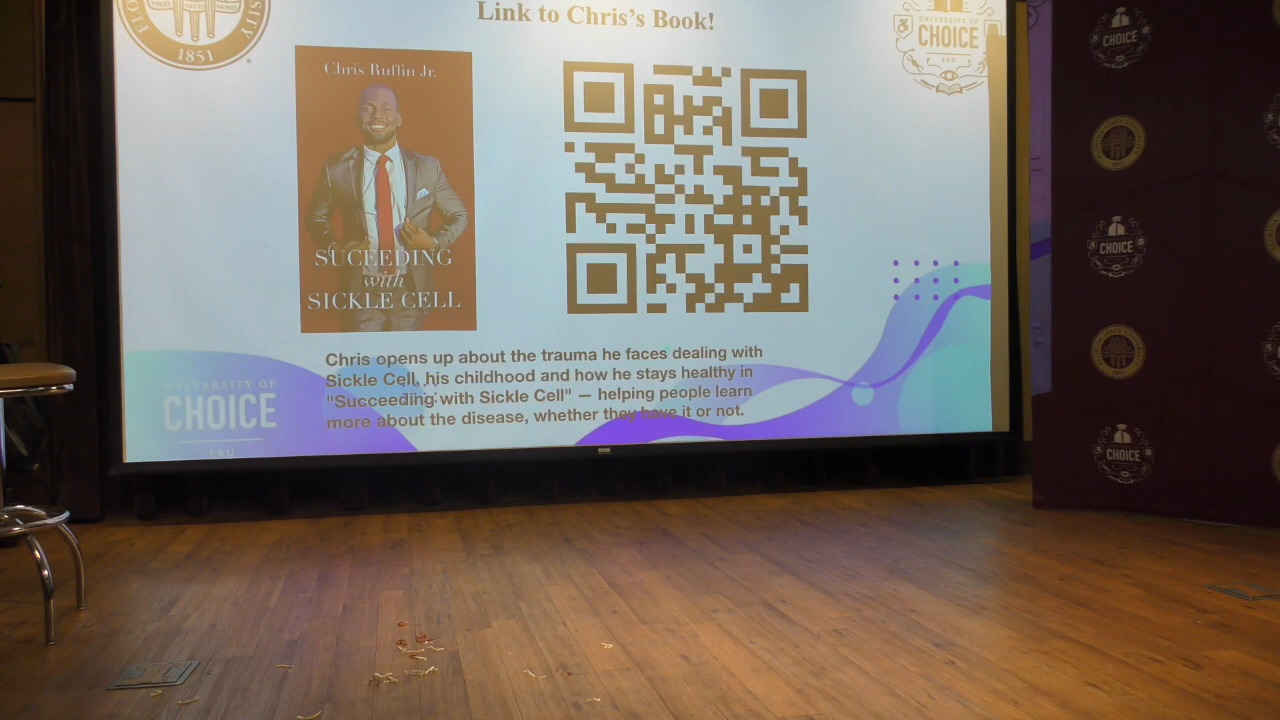 Link to Chris's Book!
1851
UNIVERSITY OF
CHOICE
FSU
Chris Ruffin Jr.
SUCEEDING
with
SICKLE CELL
Chris opens up about the trauma he faces dealing with
Sickle Cell, his childhood and how he stays healthy in
"Succeeding with Sickle Cell" — helping people learn
more about the disease, whether they have it or not.
UNIVERSITY OF
CHOICE
FSU
CHOICE
CHOICE
CHOICE